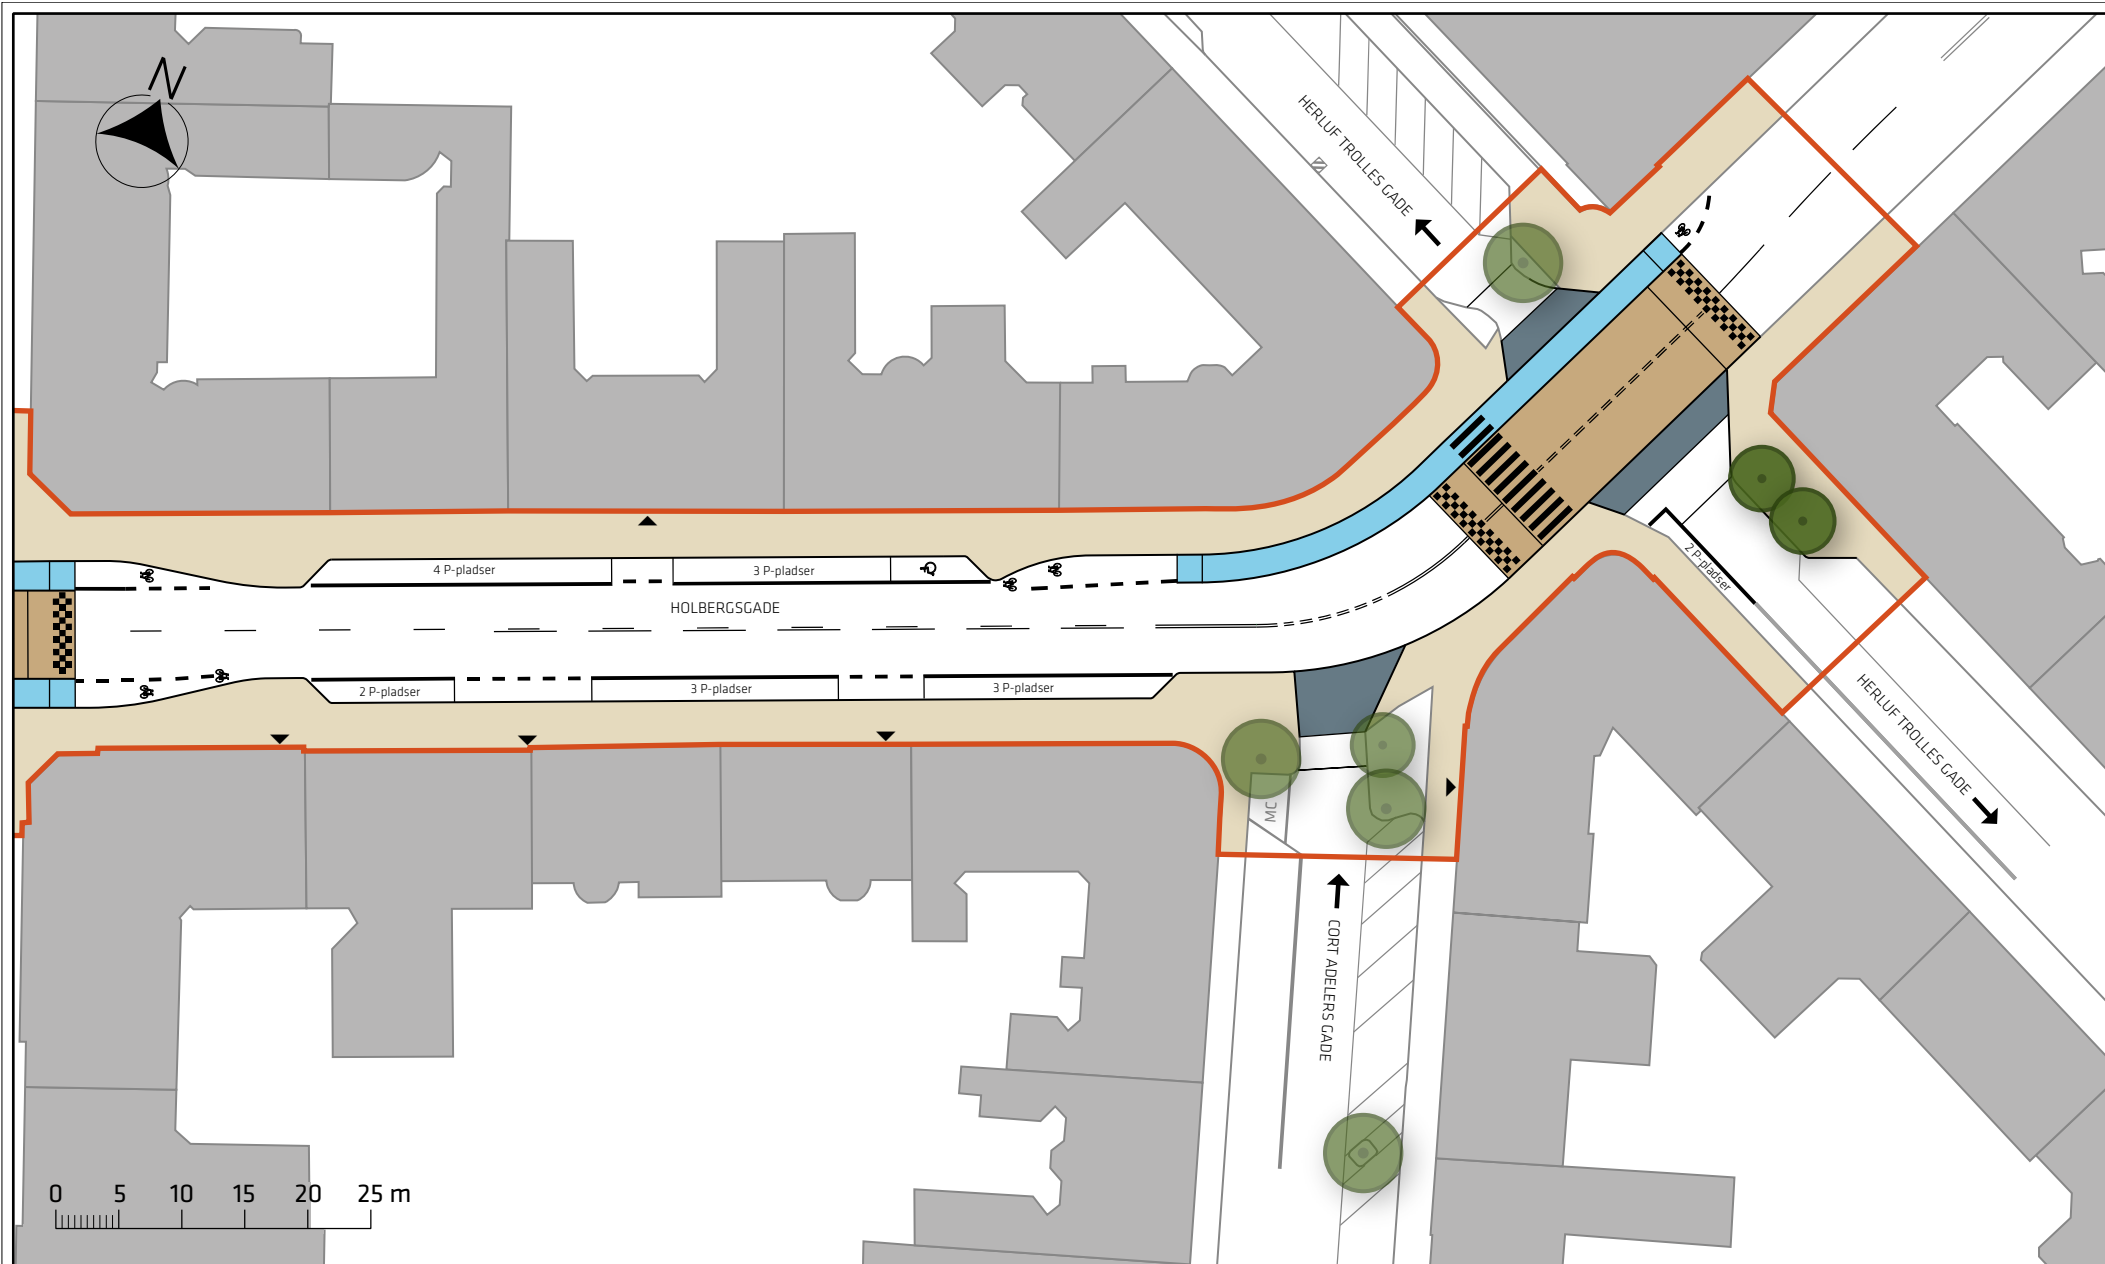 N
HERLUF TROLLES GADE
4 P-pladser
3 P-pladser
HOLBERGSGADE
2 P-pladser
3 P-pladser
3 P-pladser
2 P-pladser
HERLUF TROLLES GADE
MC
CORT ADELERS GADE
0 5 10 15 20 25 m